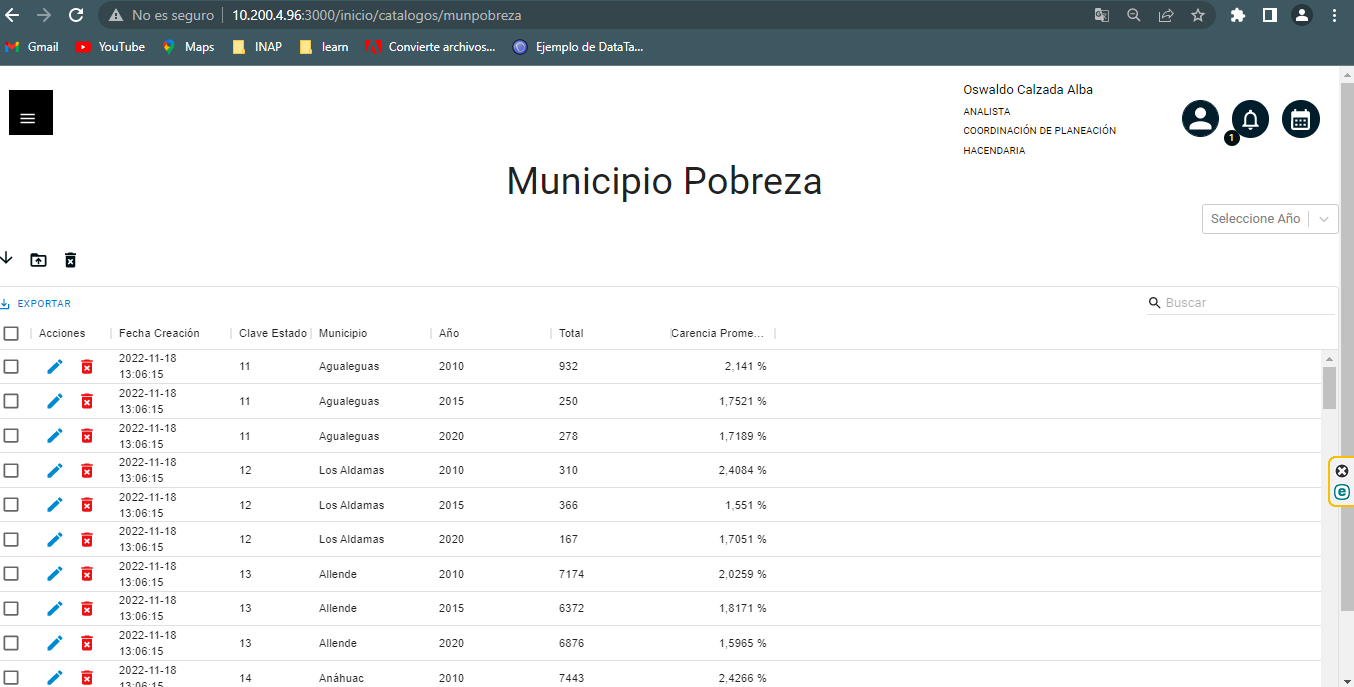 No es seguro 10.200.4.96:3000/inicio/catalogos/munpobreza
Gmail YouTube Maps INAP learn Convierte archivos... Ejemplo de DataTa...
Oswaldo Calzada Alba
ANALISTA
COORDINACIÓN DE PLANEACIÓN
HACENDARIA
1
Municipio Pobreza
Seleccione Año
EXPORTAR
Buscar
Acciones Fecha Creación Clave Estado Municipio Año Total Carencia Prome...
2022-11-18
13:06:15 11 Agualeguas 2010 932 2,141 %
2022-11-18
13:06:15 11 Agualeguas 2015 250 1,7521 %
2022-11-18
13:06:15 11 Agualeguas 2020 278 1,7189 %
2022-11-18
13:06:15 12 Los Aldamas 2010 310 2,4084 %
2022-11-18
13:06:15 12 Los Aldamas 2015 366 1,551 %
2022-11-18
13:06:15 12 Los Aldamas 2020 167 1,7051 %
2022-11-18
13:06:15 13 Allende 2010 7174 2,0259 %
2022-11-18
13:06:15 13 Allende 2015 6372 1,8171 %
2022-11-18
13:06:15 13 Allende 2020 6876 1,5965 %
2022-11-18
13:06:15 14 Anáhuac 2010 7443 2,4266 %